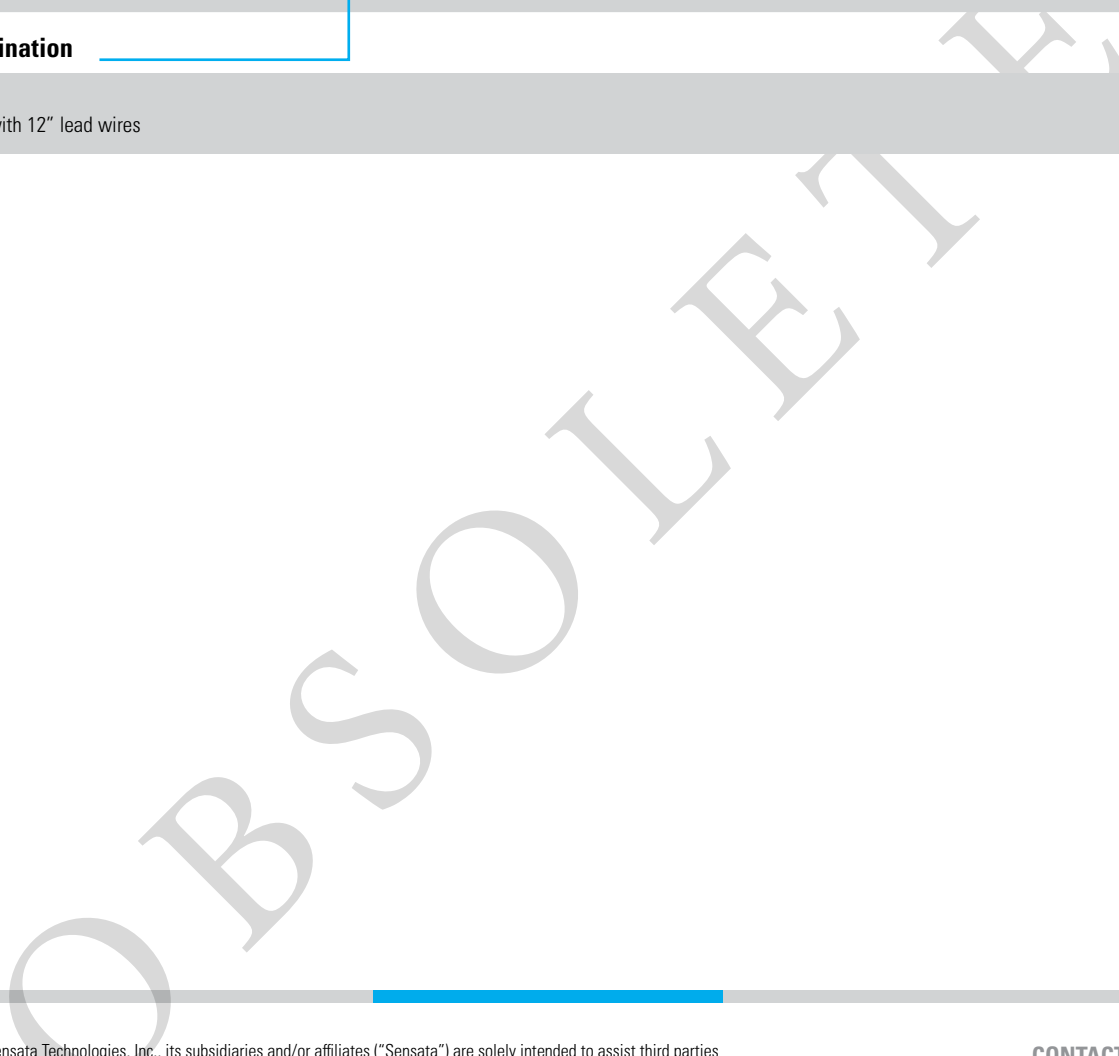 ination
with 12” lead wires
OBSOLETE
ensata Technologies, Inc., its subsidiaries and/or affiliates (“Sensata”) are solely intended to assist third parties
CONTACT